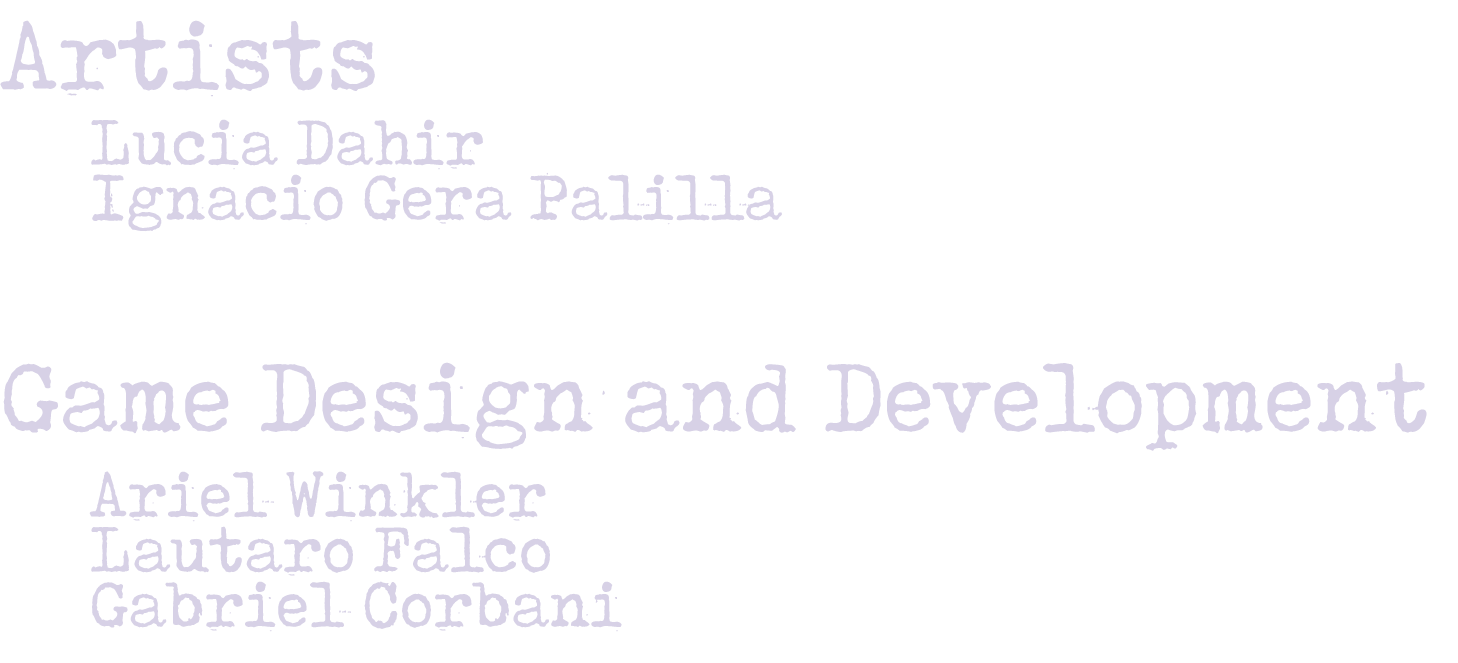 Artists
Lucia Dahir
Ignacio Gera Palilla
Game Design and Development
Ariel Winkler
Lautaro Falco
Gabriel Corbani